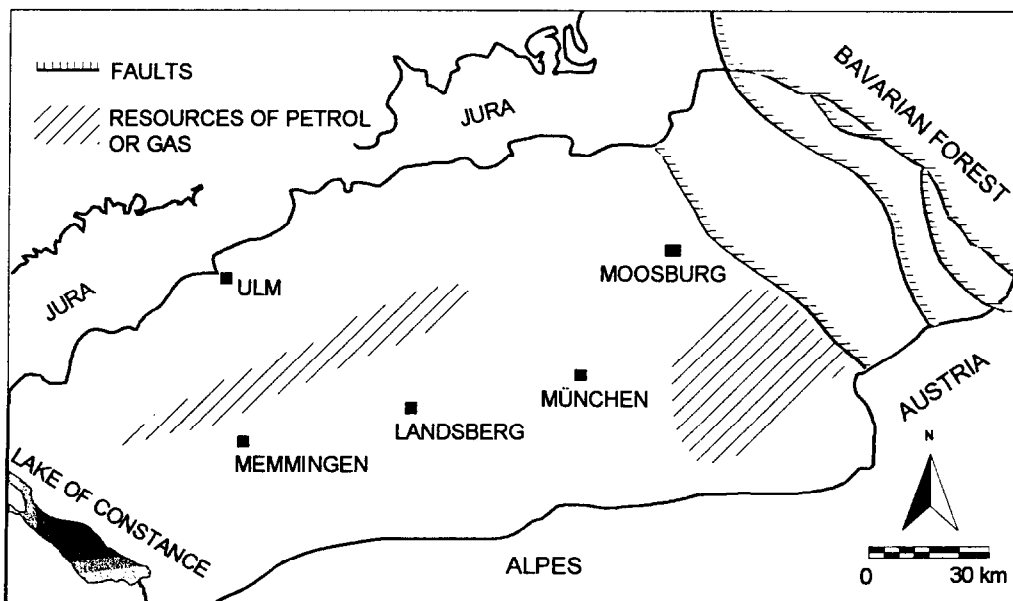 FAULTS
RESOURCES OF PETROL
OR GAS
JURA
BAVARIAN FOREST
JURA
ULM
MOOSBURG
MÜNCHEN
LANDSBERG
MEMMINGEN
AUSTRIA
LAKE OF CONSTANCE
ALPES
N
0 30 km